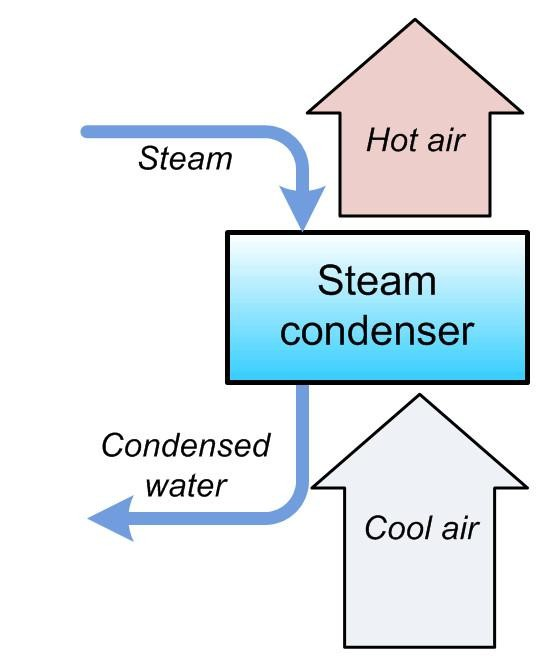 Hot air
Steam
Steam
condenser
Condensed
water
Cool air